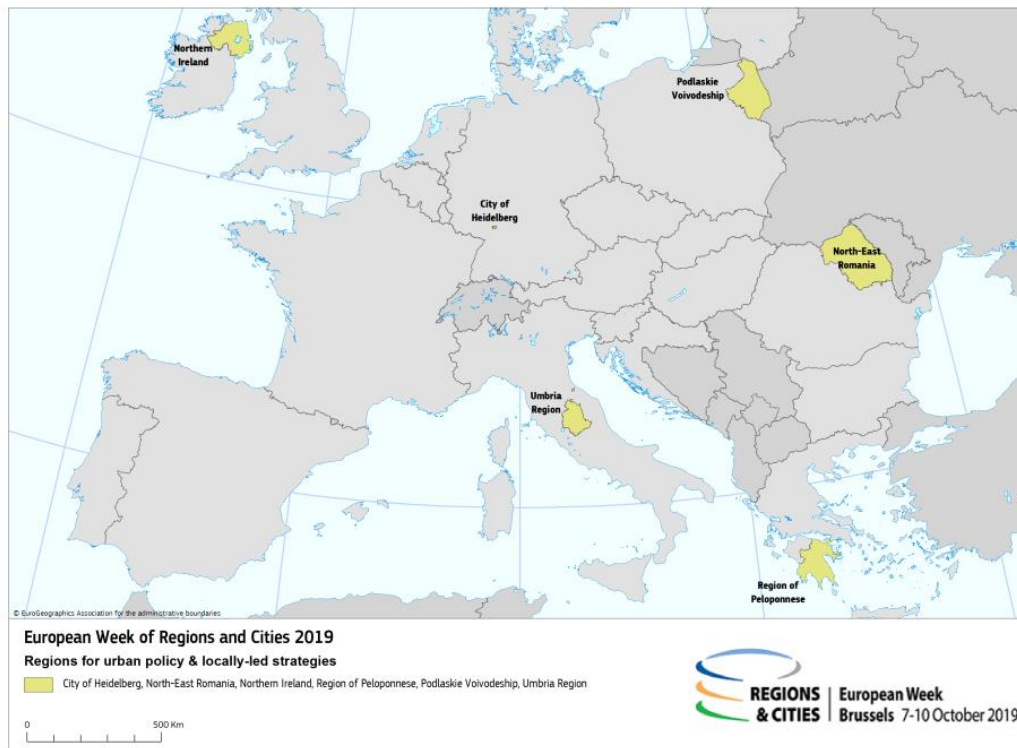 Northern
Ireland
Podlaskie
Voivodeship
City of
Heidelberg
North-East
Romania
Umbria
Region
Region of
Peloponnese
© EuroGeographics Association for the administrative boundaries
European Week of Regions and Cities 2019
Regions for urban policy & locally-led strategies
City of Heidelberg, North-East Romania, Northern Ireland, Region of Peloponnese, Podlaskie Voivodeship, Umbria Region
0 500 Km
REGIONS
& CITIES
European Week
Brussels 7-10 October 2019